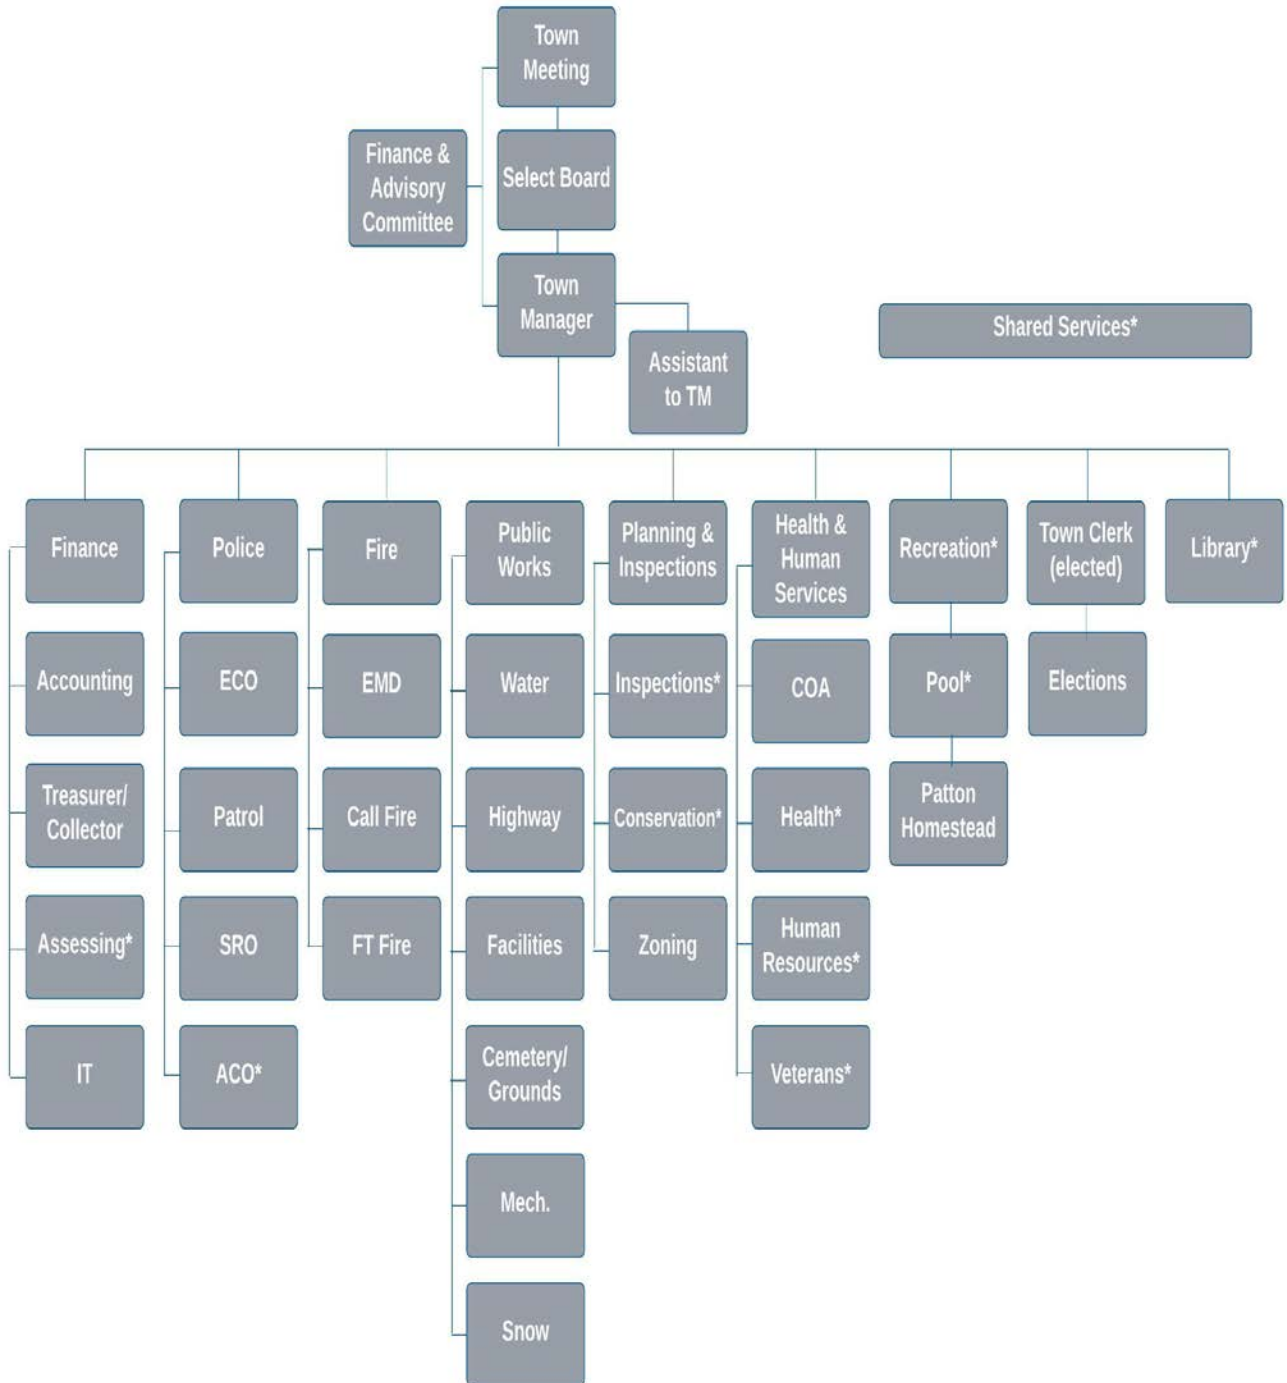 Town
Meeting
Finance &
Advisory
Committee
Select Board
Town
Manager
Shared Services*
Assistant
to TM
Finance
Police
Fire
Public
Works
Planning &
Inspections
Health &
Human
Services
Recreation*
Town Clerk
(elected)
Library*
Accounting
ECO
EMD
Water
Inspections*
COA
Pool*
Elections
Treasurer/
Collector
Patrol
Call Fire
Highway
Conservation*
Health*
Patton
Homestead
Assessing*
SRO
FT Fire
Facilities
Zoning
Human
Resources*
IT
ACO*
Cemetery/
Grounds
Veterans*
Mech.
Snow